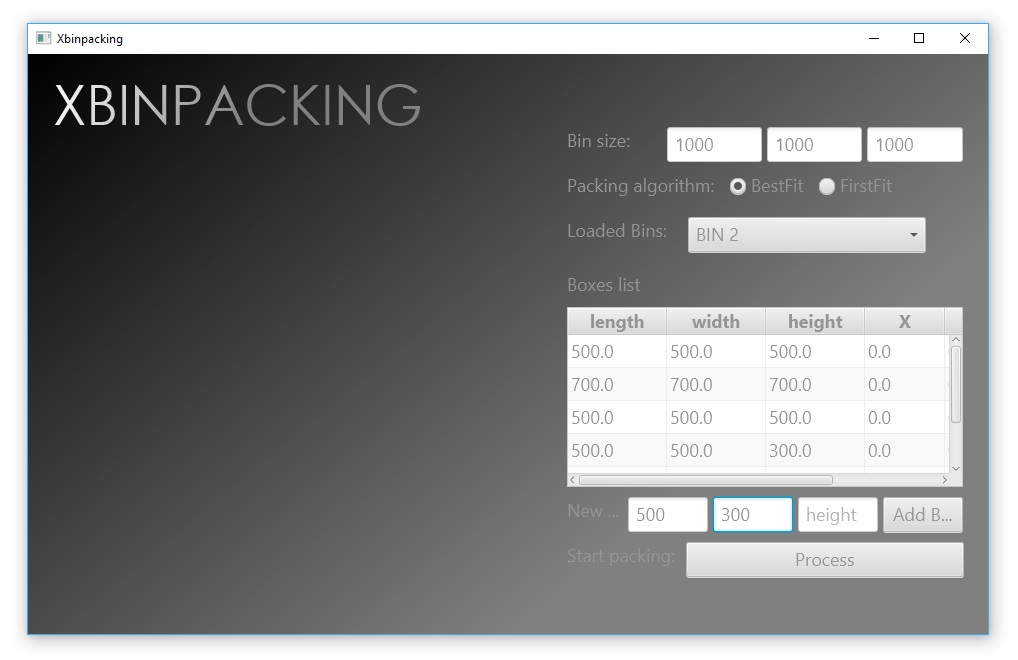 Xbinpacking
XBINPACKING
Bin size: 1000 1000 1000
Packing algorithm: BestFit FirstFit
Loaded Bins: BIN 2
Boxes list
length width height X
500.0 500.0 500.0 0.0
700.0 700.0 700.0 0.0
500.0 500.0 500.0 0.0
500.0 500.0 300.0 0.0
New ... 500 300 height Add B...
Start packing: Process